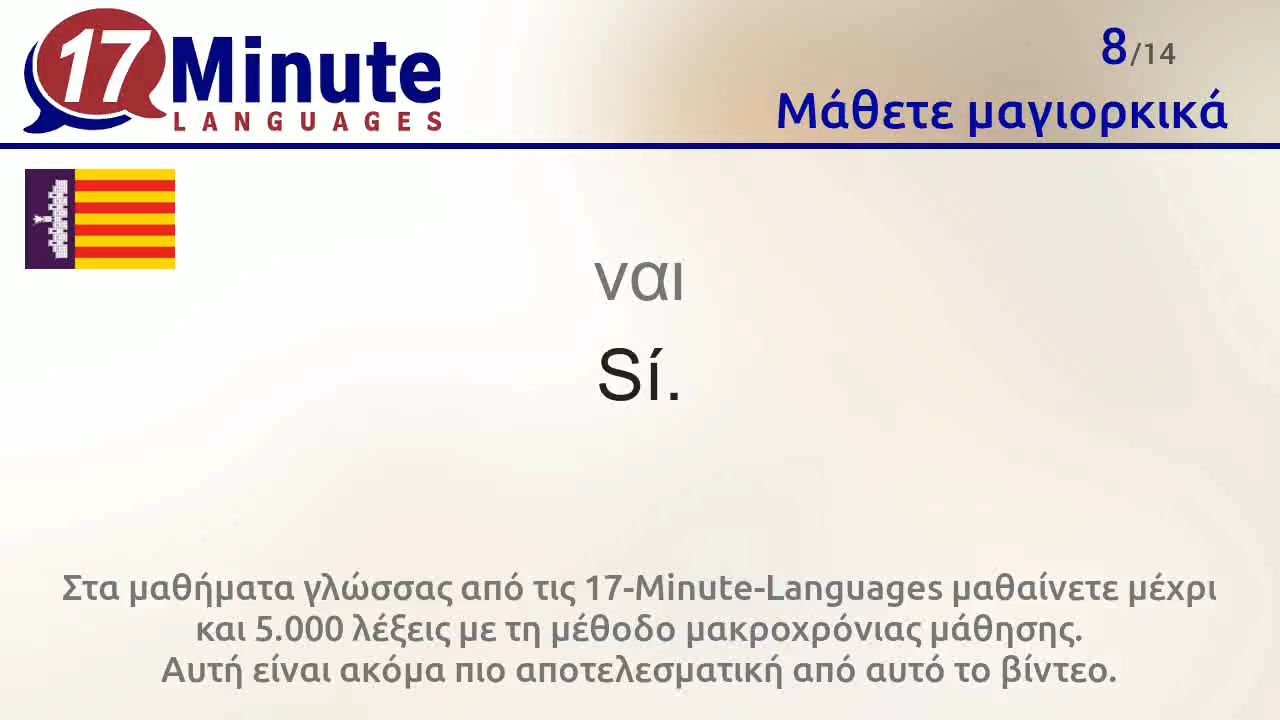 17 Minute
LANGUAGES
8/14
Μάθετε μαγιορκικά
ναι
Sí.
Στα μαθήματα γλώσσας από τις 17-Minute-Languages μαθαίνετε μέχρι
και 5.000 λέξεις με τη μέθοδο μακροχρόνιας μάθησης.
Αυτή είναι ακόμα πιο αποτελεσματική από αυτό το βίντεο.